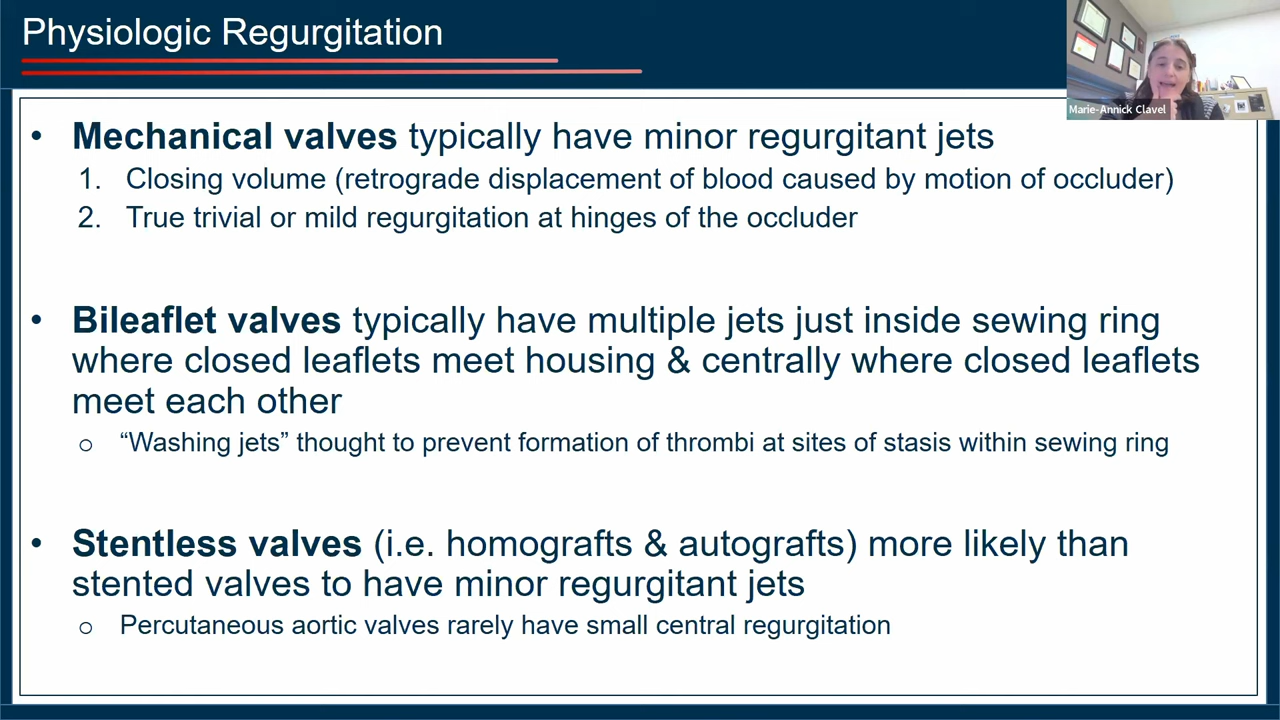 Physiologic Regurgitation
Marie-Annick Clavel
• Mechanical valves typically have minor regurgitant jets
1. Closing volume (retrograde displacement of blood caused by motion of occluder)
2. True trivial or mild regurgitation at hinges of the occluder
• Bileaflet valves typically have multiple jets just inside sewing ring
where closed leaflets meet housing & centrally where closed leaflets
meet each other
o “Washing jets” thought to prevent formation of thrombi at sites of stasis within sewing ring
• Stentless valves (i.e. homografts & autografts) more likely than
stented valves to have minor regurgitant jets
o Percutaneous aortic valves rarely have small central regurgitation